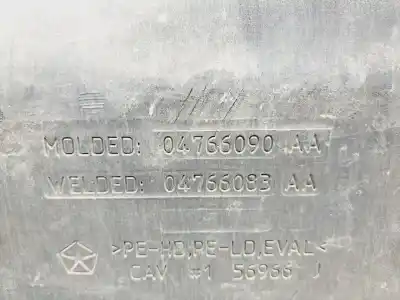 MOLDED: 04766090 AA
WELDED: 04766083 AA
>PE-HD,PE-LD,EVAL<
CAV #1 56966 J